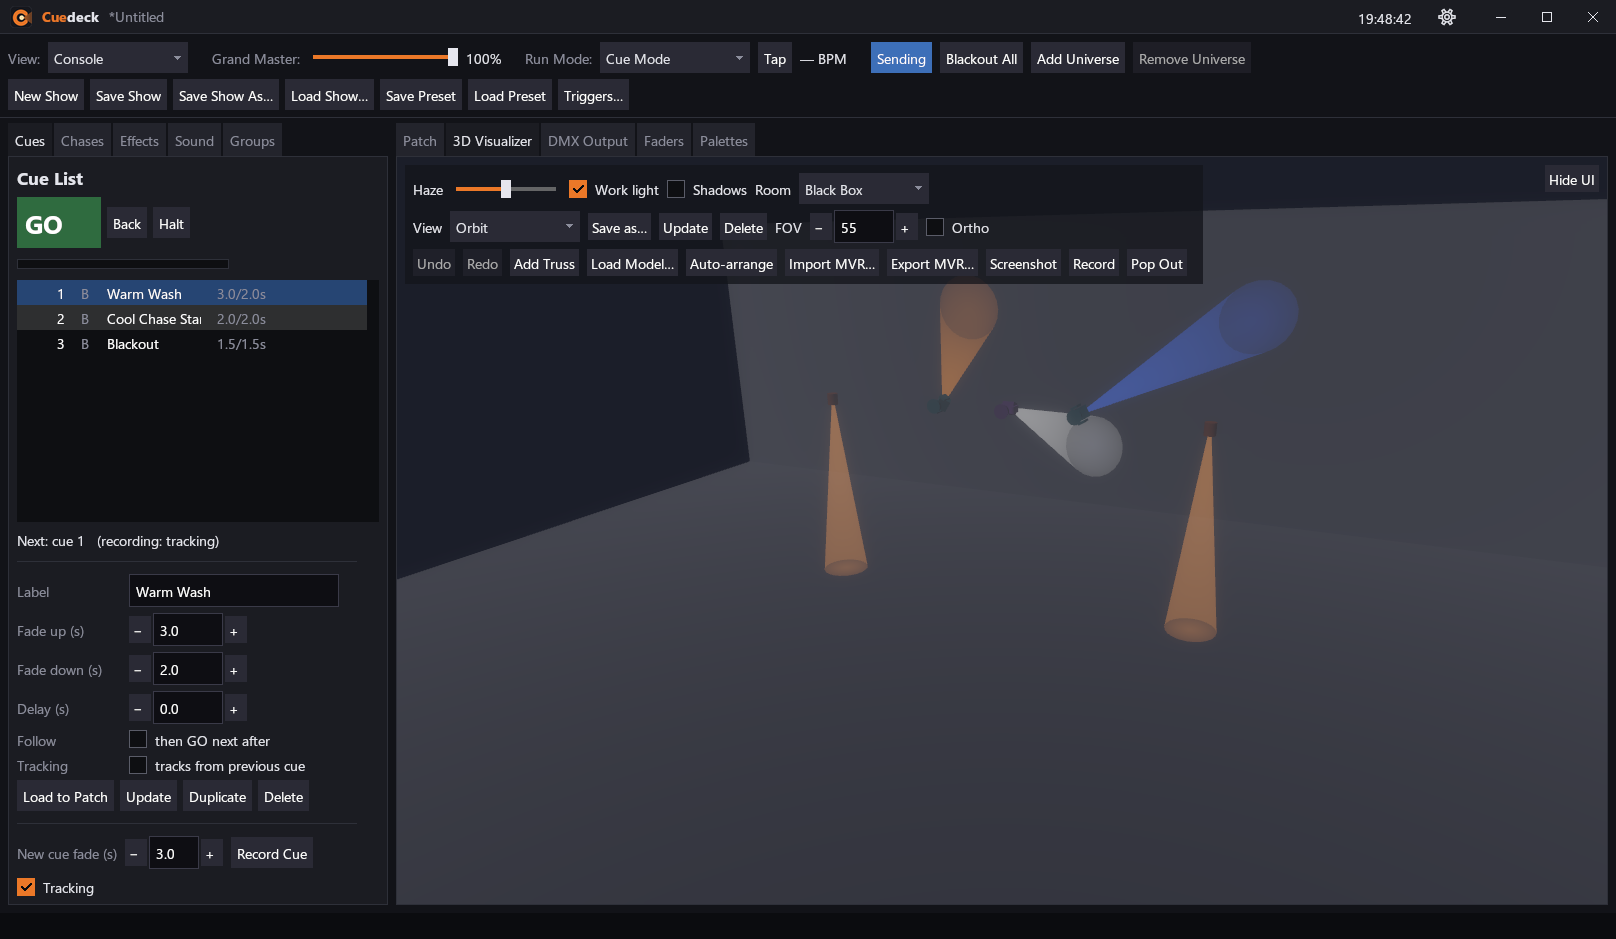 Cuedeck *Untitled
19:48:42
View: Console Grand Master: 100% Run Mode: Cue Mode Tap — BPM Sending Blackout All Add Universe Remove Universe
New Show Save Show Save Show As... Load Show... Save Preset Load Preset Triggers...
Cues Chases Effects Sound Groups
Patch 3D Visualizer DMX Output Faders Palettes
Cue List
GO Back Halt
1 B Warm Wash 3.0/2.0s
2 B Cool Chase Star 2.0/2.0s
3 B Blackout 1.5/1.5s
Next: cue 1 (recording: tracking)
Label Warm Wash
Fade up (s) – 3.0 +
Fade down (s) – 2.0 +
Delay (s) – 0.0 +
Follow then GO next after
Tracking tracks from previous cue
Load to Patch Update Duplicate Delete
New cue fade (s) – 3.0 + Record Cue
Tracking
Haze Work light Shadows Room Black Box
Hide UI
View Orbit Save as... Update Delete FOV – 55 + Ortho
Undo Redo Add Truss Load Model... Auto-arrange Import MVR... Export MVR... Screenshot Record Pop Out